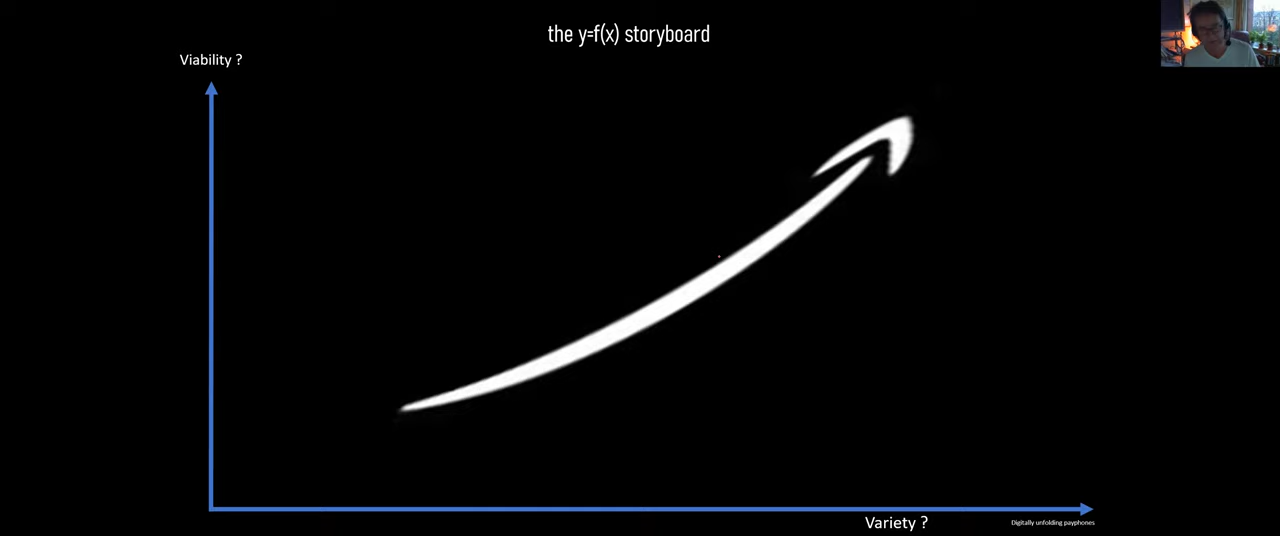 the y=f(x) storyboard
Viability ?
Variety ?
Digitally unfolding payphones